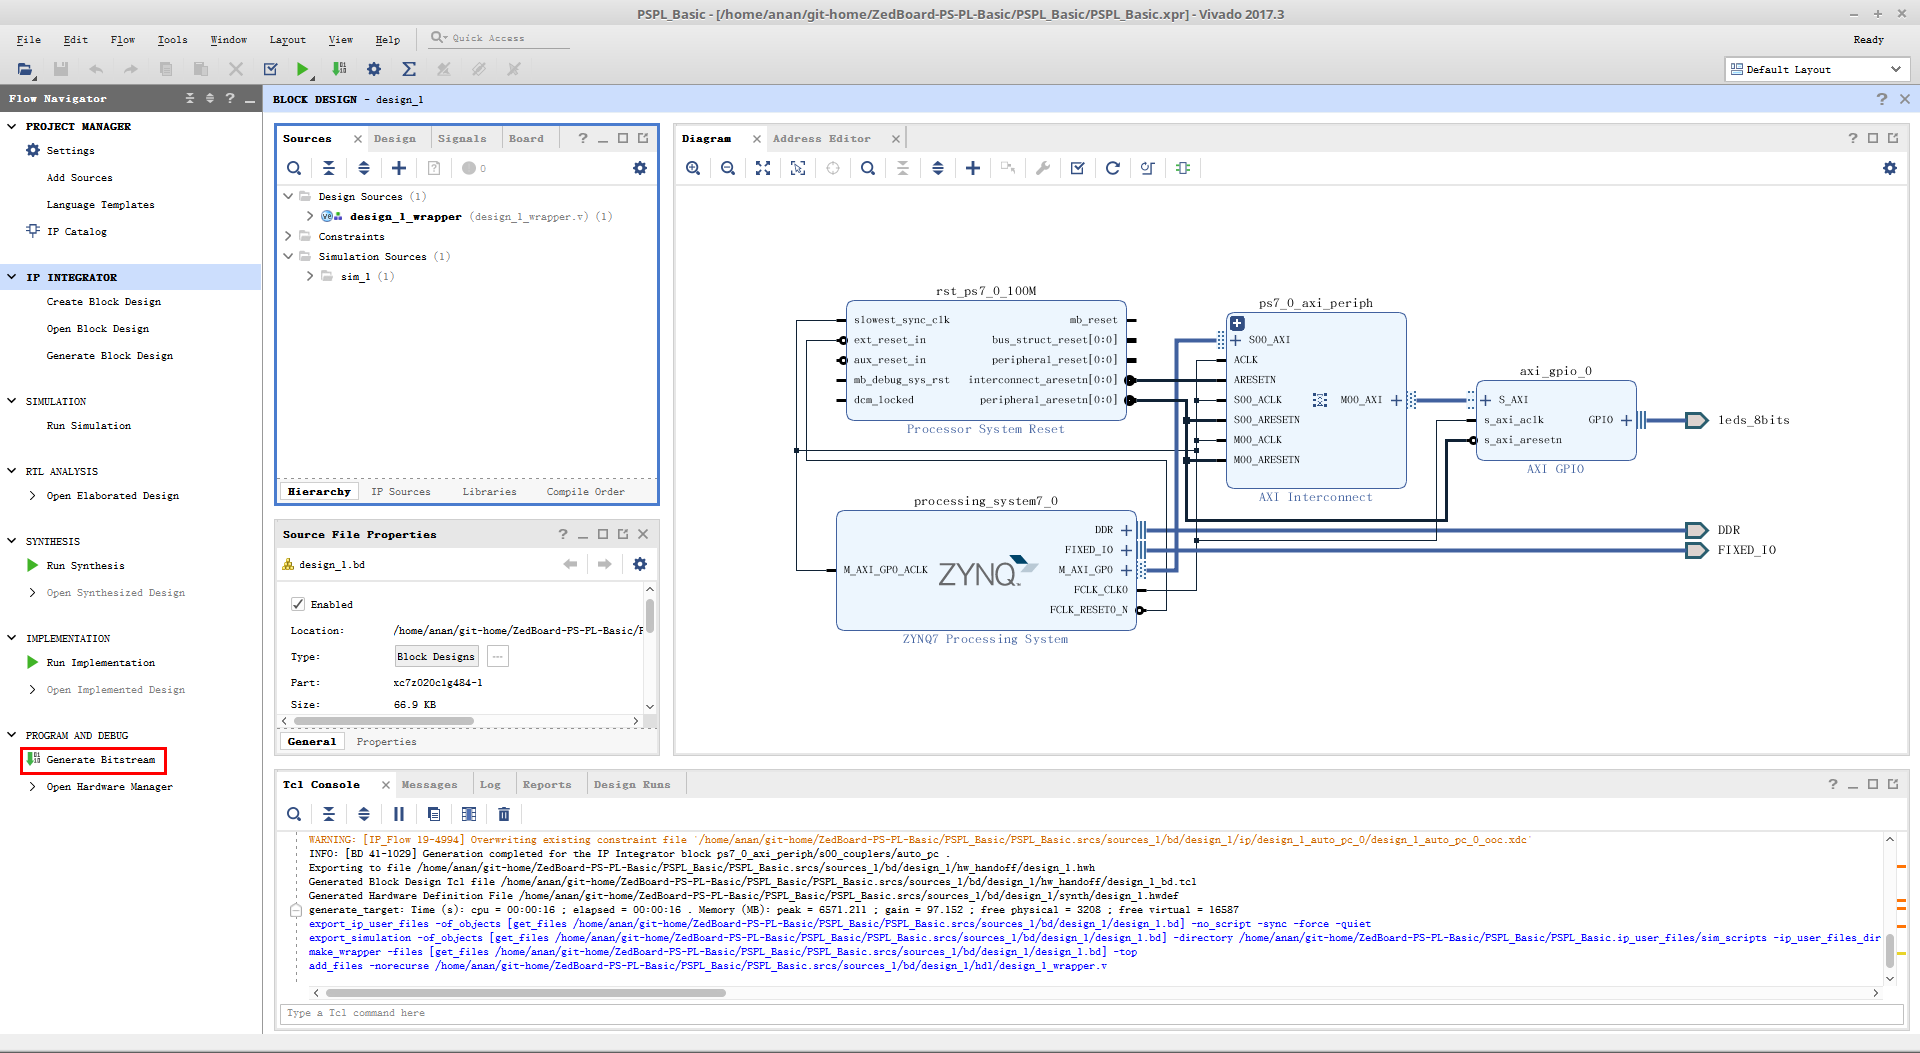 PSPL_Basic - [/home/anan/git-home/ZedBoard-PS-PL-Basic/PSPL_Basic/PSPL_Basic.xpr] - Vivado 2017.3
File Edit Flow Tools Window Layout View Help Quick Access Ready
Default Layout
Flow Navigator
PROJECT MANAGER
Settings
Add Sources
Language Templates
IP Catalog
IP INTEGRATOR
Create Block Design
Open Block Design
Generate Block Design
SIMULATION
Run Simulation
RTL ANALYSIS
Open Elaborated Design
SYNTHESIS
Run Synthesis
Open Synthesized Design
IMPLEMENTATION
Run Implementation
Open Implemented Design
PROGRAM AND DEBUG
Generate Bitstream
Open Hardware Manager
BLOCK DESIGN - design_1
Sources Design Signals Board
0
Design Sources (1)
design_1_wrapper (design_1_wrapper.v) (1)
Constraints
Simulation Sources (1)
sim_1 (1)
Hierarchy IP Sources Libraries Compile Order
Source File Properties
design_1.bd
Enabled
Location: /home/anan/git-home/ZedBoard-PS-PL-Basic/P
Type: Block Designs ...
Part: xc7z020clg484-1
Size: 66.9 KB
General Properties
Diagram Address Editor
rst_ps7_0_100M
slowest_sync_clk mb_reset
ext_reset_in bus_struct_reset[0:0]
aux_reset_in peripheral_reset[0:0]
mb_debug_sys_rst interconnect_aresetn[0:0]
dcm_locked peripheral_aresetn[0:0]
Processor System Reset
ps7_0_axi_periph
S00_AXI
ACLK
ARESETN
S00_ACLK M00_AXI
S00_ARESETN
M00_ACLK
M00_ARESETN
AXI Interconnect
axi_gpio_0
S_AXI
s_axi_aclk GPIO
s_axi_aresetn
AXI GPIO
leds_8bits
processing_system7_0
DDR
FIXED_IO
M_AXI_GP0_ACLK ZYNQ. M_AXI_GP0
FCLK_CLK0
FCLK_RESET0_N
ZYNQ7 Processing System
DDR
FIXED_IO
Tcl Console Messages Log Reports Design Runs
WARNING: [IP_Flow 19-4994] Overwriting existing constraint file '/home/anan/git-home/ZedBoard-PS-PL-Basic/PSPL_Basic/PSPL_Basic.srcs/sources_1/bd/design_1/ip/design_1_auto_pc_0/design_1_auto_pc_0_ooc.xdc'
INFO: [BD 41-1029] Generation completed for the IP Integrator block ps7_0_axi_periph/s00_couplers/auto_pc .
Exporting to file /home/anan/git-home/ZedBoard-PS-PL-Basic/PSPL_Basic/PSPL_Basic.srcs/sources_1/bd/design_1/hw_handoff/design_1.hwh
Generated Block Design Tcl file /home/anan/git-home/ZedBoard-PS-PL-Basic/PSPL_Basic/PSPL_Basic.srcs/sources_1/bd/design_1/hw_handoff/design_1_bd.tcl
Generated Hardware Definition File /home/anan/git-home/ZedBoard-PS-PL-Basic/PSPL_Basic/PSPL_Basic.srcs/sources_1/bd/design_1/synth/design_1.hwdef
generate_target: Time (s): cpu = 00:00:16 ; elapsed = 00:00:16 . Memory (MB): peak = 6571.211 ; gain = 97.152 ; free physical = 3208 ; free virtual = 16587
export_ip_user_files -of_objects [get_files /home/anan/git-home/ZedBoard-PS-PL-Basic/PSPL_Basic/PSPL_Basic.srcs/sources_1/bd/design_1/design_1.bd] -no_script -sync -force -quiet
export_simulation -of_objects [get_files /home/anan/git-home/ZedBoard-PS-PL-Basic/PSPL_Basic/PSPL_Basic.srcs/sources_1/bd/design_1/design_1.bd] -directory /home/anan/git-home/ZedBoard-PS-PL-Basic/PSPL_Basic/PSPL_Basic.ip_user_files/sim_scripts -ip_user_files_dir
make_wrapper -files [get_files /home/anan/git-home/ZedBoard-PS-PL-Basic/PSPL_Basic/PSPL_Basic.srcs/sources_1/bd/design_1/design_1.bd] -top
add_files -norecurse /home/anan/git-home/ZedBoard-PS-PL-Basic/PSPL_Basic/PSPL_Basic.srcs/sources_1/bd/design_1/hdl/design_1_wrapper.v
Type a Tcl command here